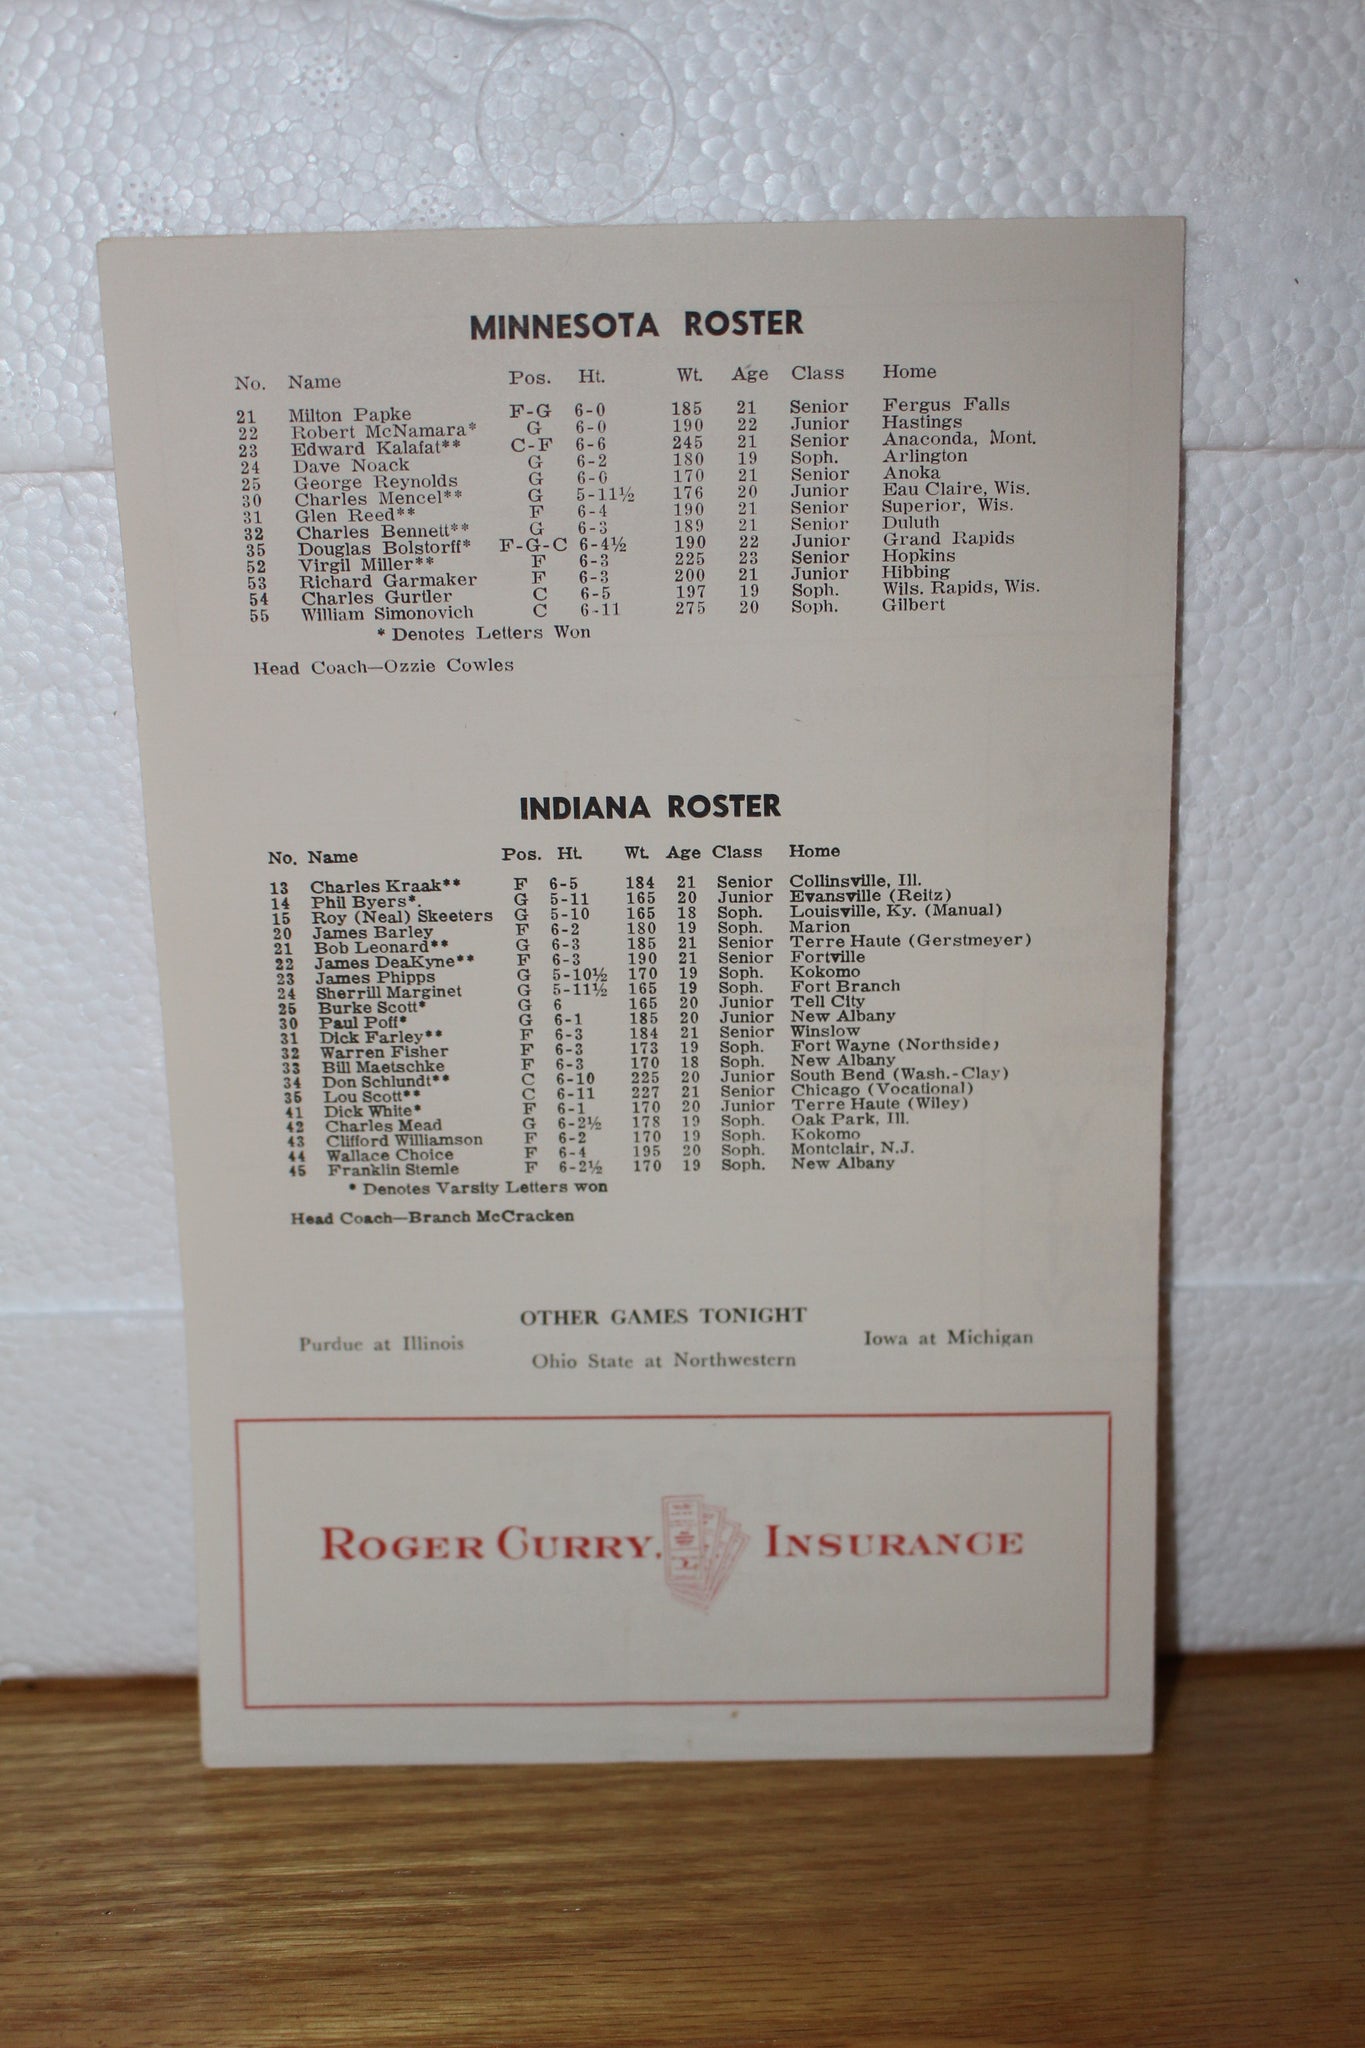 MINNESOTA ROSTER
No. Name Pos. Ht. Wt. Age Class Home
21 Milton Papke F-G 6-0 185 21 Senior Fergus Falls
22 Robert McNamara* G 6-0 190 22 Junior Hastings
23 Edward Kalafat** C-F 6-6 245 21 Senior Anaconda, Mont.
24 Dave Noack G 6-2 180 19 Soph. Arlington
25 George Reynolds G 6-0 170 21 Senior Anoka
30 Charles Mencel** G 5-11½ 176 20 Junior Eau Claire, Wis.
31 Glen Reed** F 6-4 190 21 Senior Superior, Wis.
32 Charles Bennett** G 6-3 189 21 Senior Duluth
35 Douglas Bolstorff* F-G-C 6-4½ 190 22 Junior Grand Rapids
52 Virgil Miller** F 6-3 225 23 Senior Hopkins
53 Richard Garmaker F 6-3 200 21 Junior Hibbing
54 Charles Gurtler C 6-5 197 19 Soph. Wils. Rapids, Wis.
55 William Simonovich C 6-11 275 20 Soph. Gilbert
* Denotes Letters Won
Head Coach—Ozzie Cowles
INDIANA ROSTER
No. Name Pos. Ht. Wt. Age Class Home
13 Charles Kraak** F 6-5 184 21 Senior Collinsville, Ill.
14 Phil Byers*. G 5-11 165 20 Junior Evansville (Reitz)
15 Roy (Neal) Skeeters G 5-10 165 18 Soph. Louisville, Ky. (Manual)
20 James Barley F 6-2 180 19 Soph. Marion
21 Bob Leonard** G 6-3 185 21 Senior Terre Haute (Gerstmeyer)
22 James DeaKyne** F 6-3 190 21 Senior Fortville
23 James Phipps G 5-10½ 170 19 Soph. Kokomo
24 Sherrill Marginet G 5-11½ 165 19 Soph. Fort Branch
25 Burke Scott* G 6 165 20 Junior Tell City
30 Paul Poff* G 6-1 185 20 Junior New Albany
31 Dick Farley** F 6-3 184 21 Senior Winslow
32 Warren Fisher F 6-3 173 19 Soph. Fort Wayne (Northside)
33 Bill Maetschke F 6-3 170 18 Soph. New Albany
34 Don Schlundt** C 6-10 225 20 Junior South Bend (Wash.-Clay)
35 Lou Scott** C 6-11 227 21 Senior Chicago (Vocational)
41 Dick White* F 6-1 170 20 Junior Terre Haute (Wiley)
42 Charles Mead G 6-2½ 178 19 Soph. Oak Park, Ill.
43 Clifford Williamson F 6-2 170 19 Soph. Kokomo
44 Wallace Choice F 6-4 195 20 Soph. Montclair, N.J.
45 Franklin Stemle F 6-2½ 170 19 Soph. New Albany
* Denotes Varsity Letters won
Head Coach—Branch McCracken
OTHER GAMES TONIGHT
Purdue at Illinois Iowa at Michigan
Ohio State at Northwestern
ROGER CURRY, INSURANCE